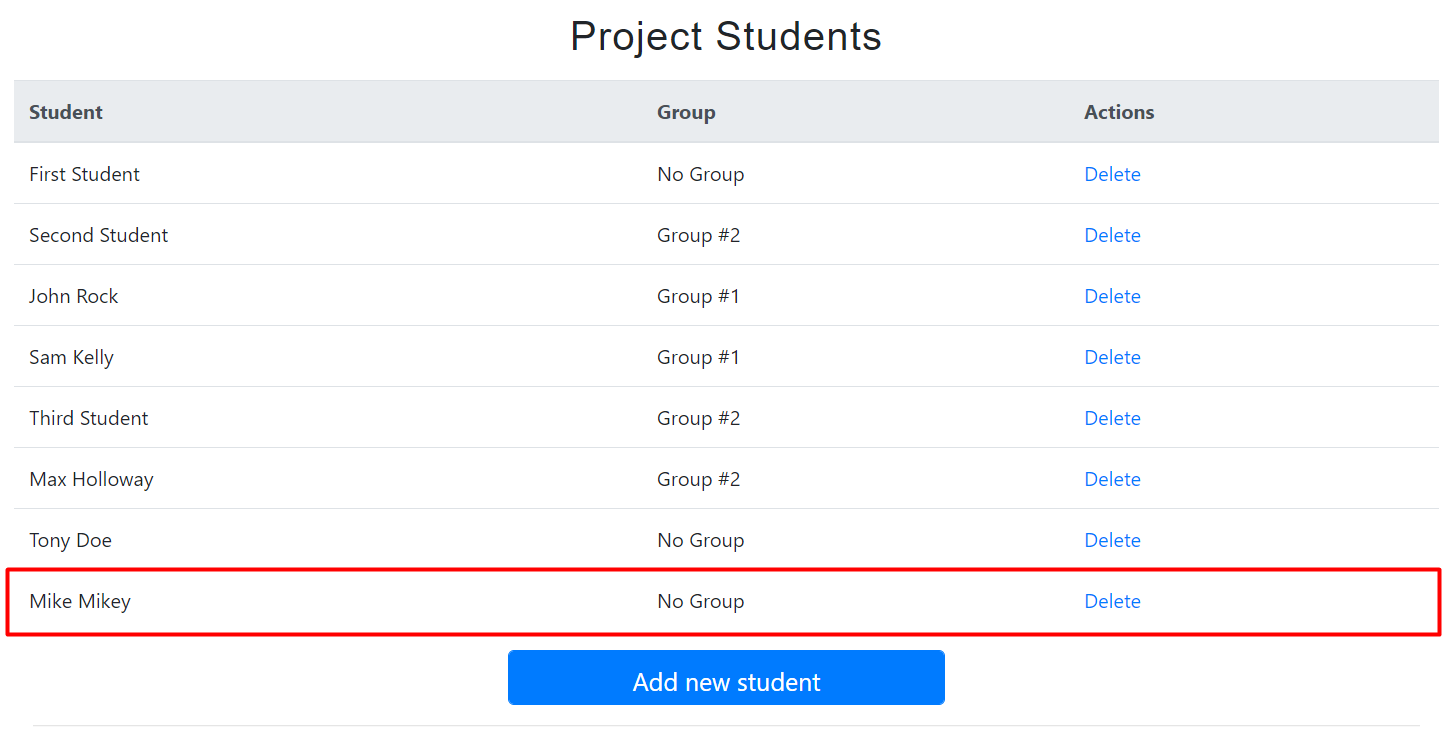 Project Students
Student Group Actions
First Student No Group Delete
Second Student Group #2 Delete
John Rock Group #1 Delete
Sam Kelly Group #1 Delete
Third Student Group #2 Delete
Max Holloway Group #2 Delete
Tony Doe No Group Delete
Mike Mikey No Group Delete
Add new student